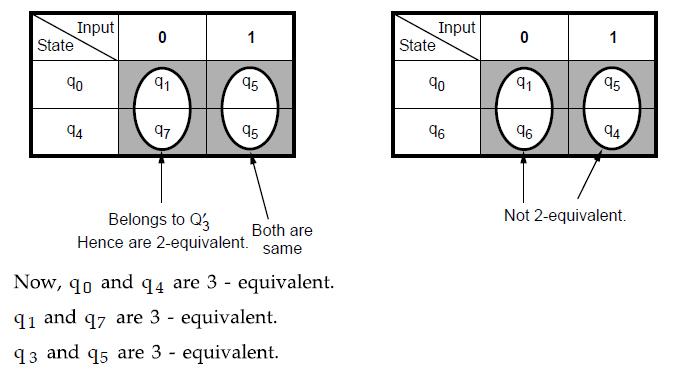 Input
State
0
1
q0
q1
q5
q4
q7
q5
Belongs to Q′3
Hence are 2-equivalent.
Both are
same
Input
State
0
1
q0
q1
q5
q6
q6
q4
Not 2-equivalent.
Now, q0 and q4 are 3 - equivalent.
q1 and q7 are 3 - equivalent.
q3 and q5 are 3 - equivalent.